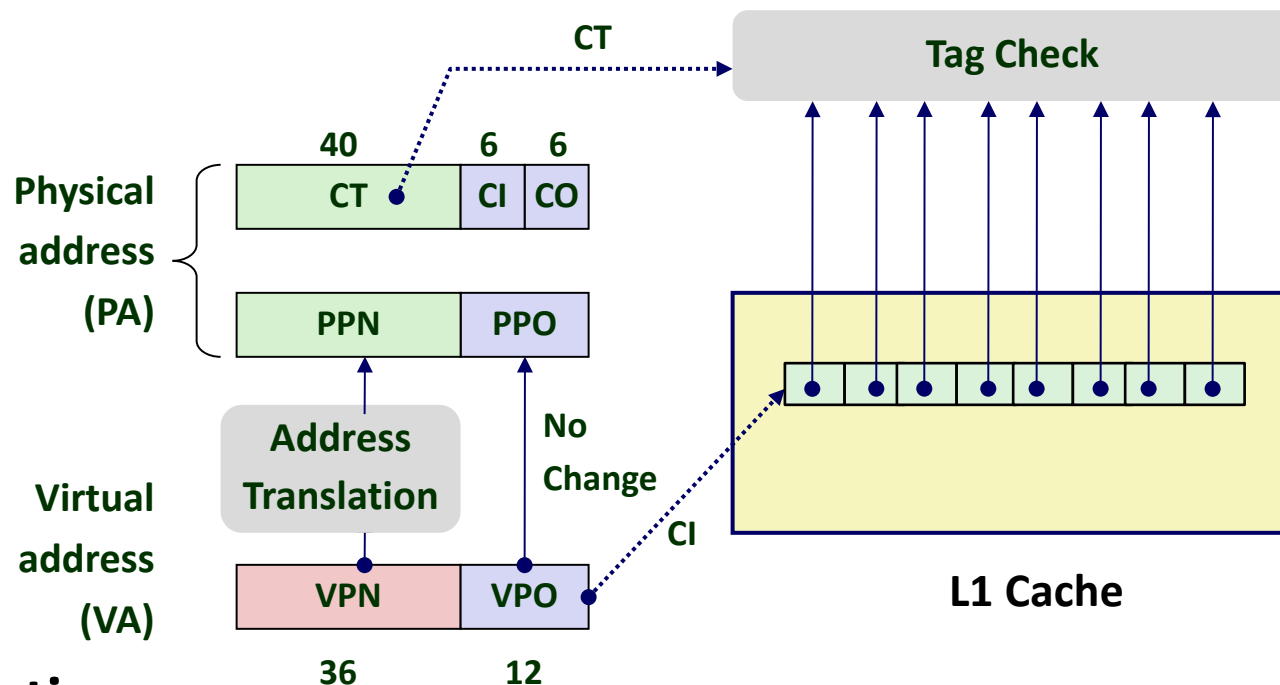 CT
Tag Check
40
6
6
Physical
address
(PA)
CT
CI
CO
PPN
PPO
Address
Translation
No
Change
CI
Virtual
address
(VA)
VPN
VPO
L1 Cache
36
12